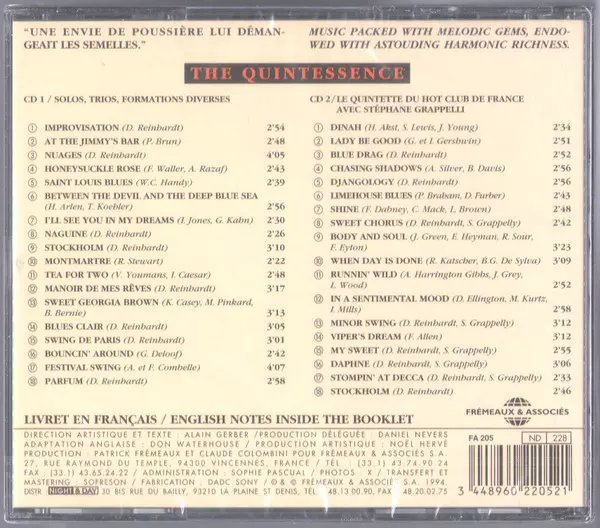 "UNE ENVIE DE POUSSIÈRE LUI DÉMAN-
GEAIT LES SEMELLES."
MUSIC PACKED WITH MELODIC GEMS, ENDO-
WED WITH ASTOUDING HARMONIC RICHNESS.
THE QUINTESSENCE
CD 1 / SOLOS, TRIOS, FORMATIONS DIVERSES
① IMPROVISATION (D. Reinhardt) 2'54
② AT THE JIMMY'S BAR (P. Brun) 2'48
③ NUAGES (D. Reinhardt) 4'05
④ HONEYSUCKLE ROSE (F. Waller, A. Razaf) 2'43
⑤ SAINT LOUIS BLUES (W.C. Handy) 2'39
⑥ BETWEEN THE DEVIL AND THE DEEP BLUE SEA
(H. Arlen, T. Koehler) 2'56
⑦ I'LL SEE YOU IN MY DREAMS (I. Jones, G. Kahn) 2'30
⑧ NAGUINE (D. Reinhardt) 2'26
⑨ STOCKHOLM (D. Reinhardt) 3'10
⑩ MONTMARTRE (R. Stewart) 2'22
⑪ TEA FOR TWO (V. Youmans, I. Caesar) 2'48
⑫ MANOIR DE MES RÊVES (D. Reinhardt) 3'17
⑬ SWEET GEORGIA BROWN (K. Casey, M. Pinkard,
B. Bernie) 3'13
⑭ BLUES CLAIR (D. Reinhardt) 3'05
⑮ SWING DE PARIS (D. Reinhardt) 3'01
⑯ BOUNCIN' AROUND (G. Deloof) 2'42
⑰ FESTIVAL SWING (A. et F. Combelle) 4'07
⑱ PARFUM (D. Reinhardt) 2'58
CD 2 / LE QUINTETTE DU HOT CLUB DE FRANCE
AVEC STÉPHANE GRAPPELLI
① DINAH (H. Akst, S. Lewis, J. Young) 2'34
② LADY BE GOOD (G. et I. Gershwin) 2'51
③ BLUE DRAG (D. Reinhardt) 2'52
④ CHASING SHADOWS (A. Silver, B. Davis) 2'56
⑤ DJANGOLOGY (D. Reinhardt) 2'56
⑥ LIMEHOUSE BLUES (P. Braham, D. Furber) 2'43
⑦ SHINE (F. Dabney, C. Mack, L. Brown) 2'48
⑧ SWEET CHORUS (D. Reinhardt, S. Grappelly) 2'42
⑨ BODY AND SOUL (J. Green, E. Heyman, R. Sour,
F. Eyton) 3'23
⑩ WHEN DAY IS DONE (R. Katscher, B.G. De Sylva) 3'09
⑪ RUNNIN' WILD (A. Harrington Gibbs, J. Grey,
L. Wood) 2'52
⑫ IN A SENTIMENTAL MOOD (D. Ellington, M. Kurtz,
I. Mills) 2'58
⑬ MINOR SWING (D. Reinhardt, S. Grappelly) 3'12
⑭ VIPER'S DREAM (F. Allen) 3'12
⑮ MY SWEET (D. Reinhardt, S. Grappelly) 2'55
⑯ DAPHNE (D. Reinhardt, S. Grappelly) 3'06
⑰ STOMPIN' AT DECCA (D. Reinhardt, S. Grappelly) 2'33
⑱ STOCKHOLM (D. Reinhardt) 2'46
LIVRET EN FRANÇAIS / ENGLISH NOTES INSIDE THE BOOKLET
FRÉMEAUX & ASSOCIÉS
DIRECTION ARTISTIQUE ET TEXTE : ALAIN GERBER / PRODUCTION DÉLÉGUÉE : DANIEL NEVERS
ADAPTATION ANGLAISE : DON WATERHOUSE / PRODUCTION ARTISTIQUE : NOËL HERVÉ
PRODUCTION : PATRICK FRÉMEAUX ET CLAUDE COLOMBINI POUR FRÉMEAUX & ASSOCIÉS S.A.
27, RUE RAYMOND DU TEMPLE, 94300 VINCENNES, FRANCE / TÉL (33.1) 43.74.90.24
FAX : (33.1) 43.65.24.22 / ADMINISTRATION : SOPHIE PASCUAL / PHOTOS : X / TRANSFERT ET
MASTERING : SOFRESON / FABRICATION : DADC SONY / ℗ & © FRÉMEAUX & ASSOCIÉS S.A. 1994.
DISTR. NIGHT & DAY 30 BIS RUE DU BAILLY, 93210 LA PLAINE ST DENIS, TÉL. 48.13.00.90, FAX : 48.20.02.75
FA 205 ND 228
3 448960 220521